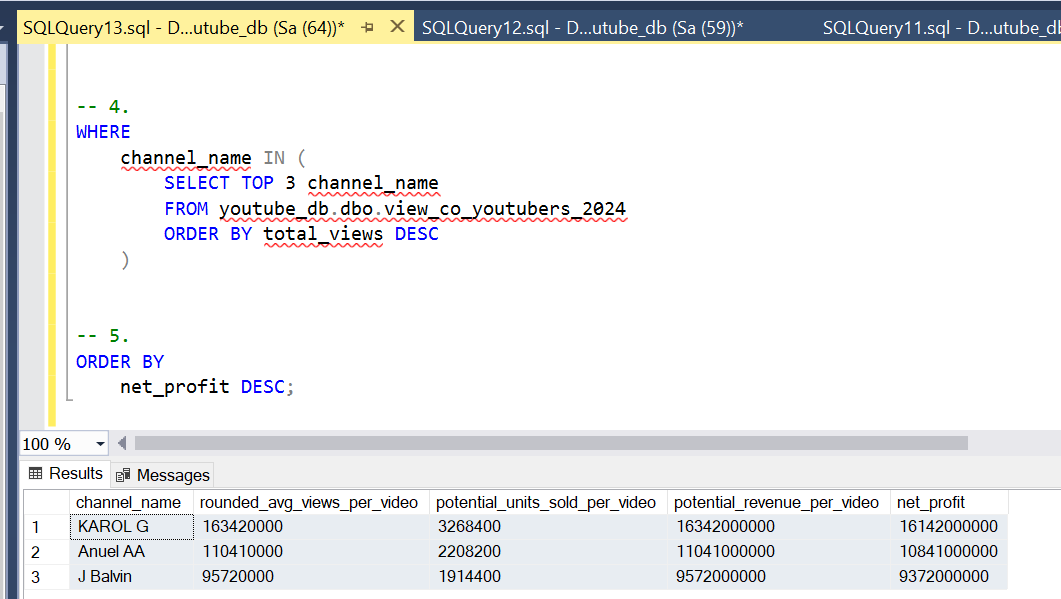 SQLQuery13.sql - D...utube_db (Sa (64))* SQLQuery12.sql - D...utube_db (Sa (59))* SQLQuery11.sql - D...utube_db
-- 4.
WHERE
channel_name IN (
SELECT TOP 3 channel_name
FROM youtube_db.dbo.view_co_youtubers_2024
ORDER BY total_views DESC
)
-- 5.
ORDER BY
net_profit DESC;
100 %
Results Messages
channel_name rounded_avg_views_per_video potential_units_sold_per_video potential_revenue_per_video net_profit
1 KAROL G 163420000 3268400 16342000000 16142000000
2 Anuel AA 110410000 2208200 11041000000 10841000000
3 J Balvin 95720000 1914400 9572000000 9372000000